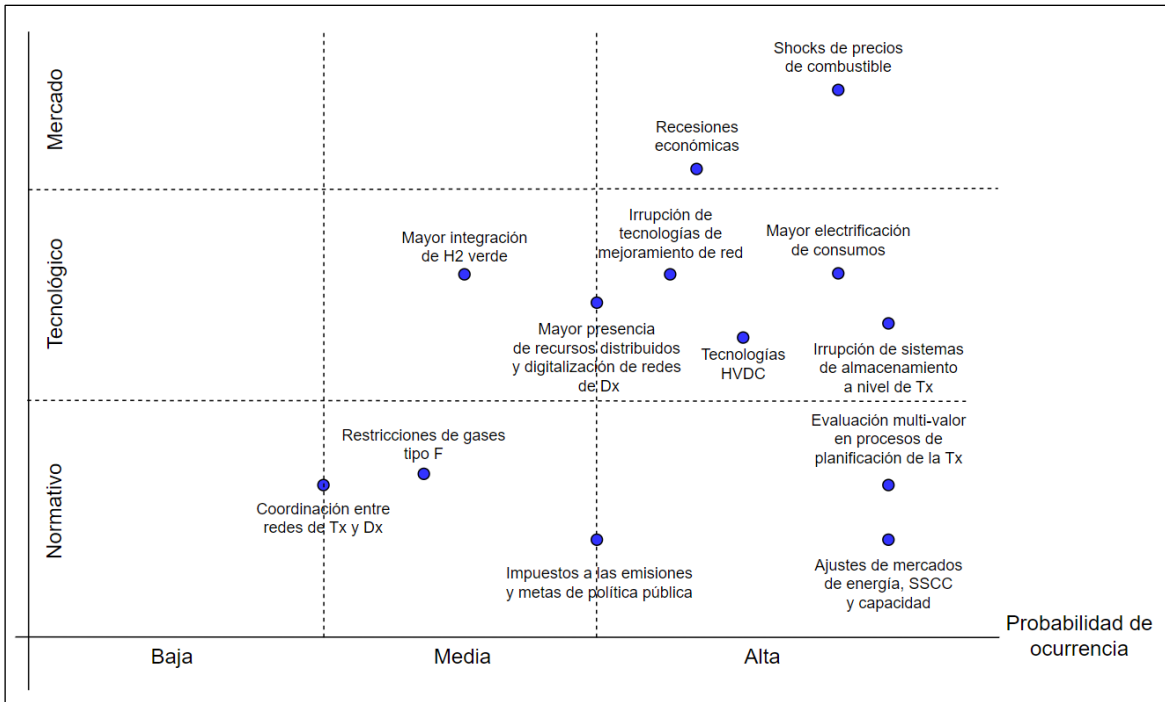 Mercado
Shocks de precios
de combustible
Recesiones
económicas
Tecnológico
Mayor integración
de H2 verde
Irrupción de
tecnologías de
mejoramiento de red
Mayor electrificación
de consumos
Mayor presencia
de recursos distribuidos
y digitalización de redes
de Dx
Tecnologías
HVDC
Irrupción de sistemas
de almacenamiento
a nivel de Tx
Normativo
Restricciones de gases
tipo F
Coordinación entre
redes de Tx y Dx
Evaluación multi-valor
en procesos de
planificación de la Tx
Impuestos a las emisiones
y metas de política pública
Ajustes de mercados
de energía, SSCC
y capacidad
Baja
Media
Alta
Probabilidad de
ocurrencia